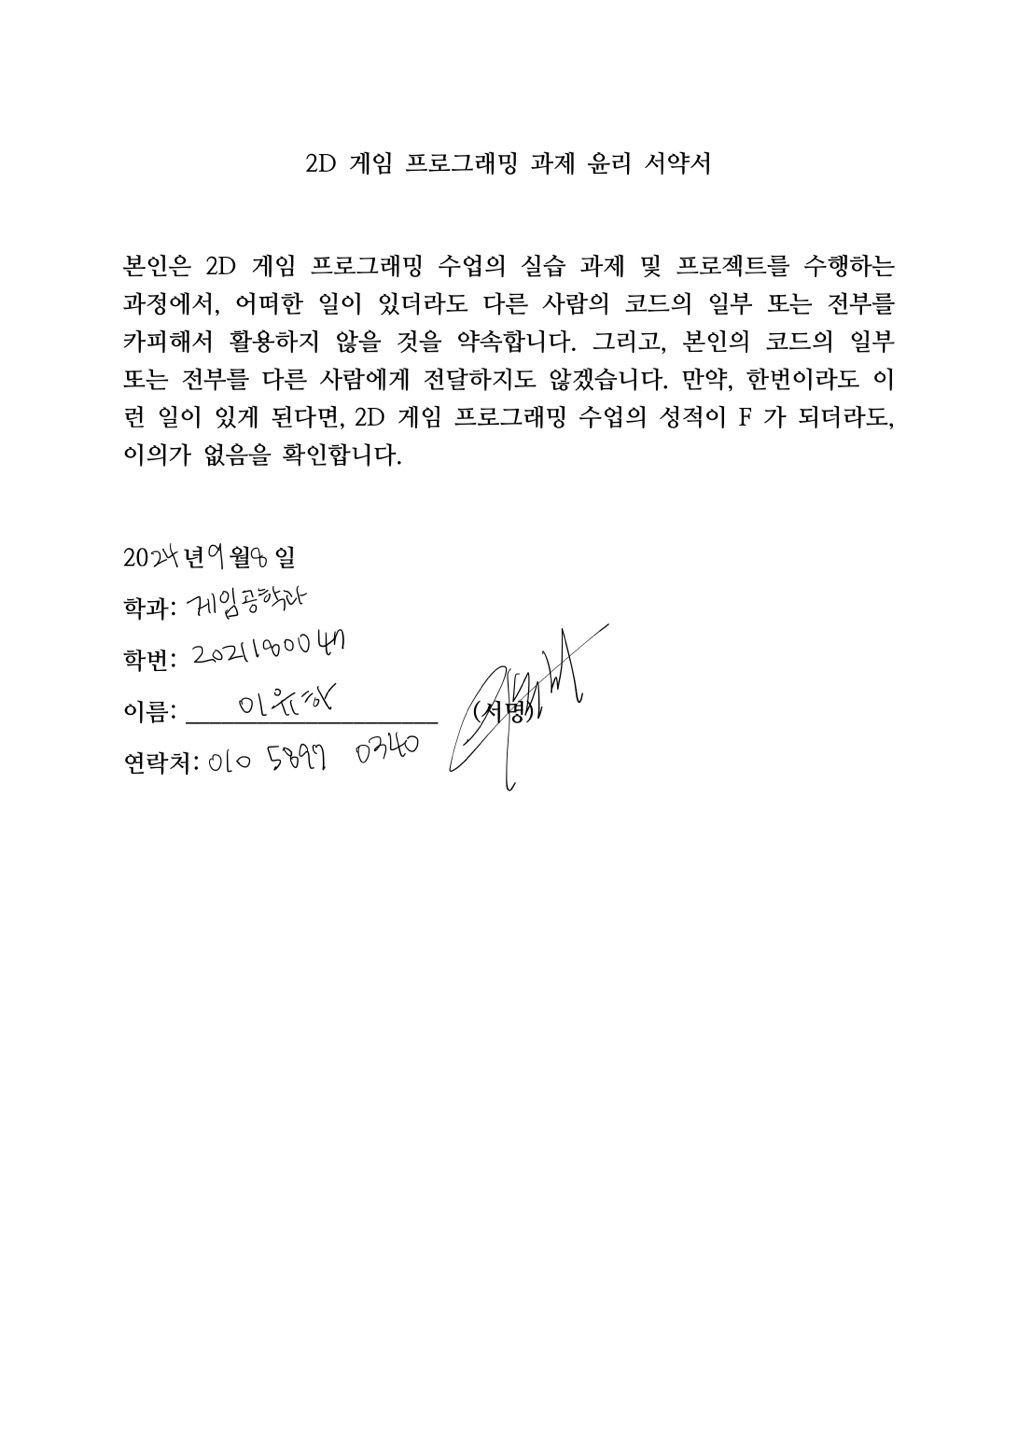 2D 게임 프로그래밍 과제 윤리 서약서
본인은 2D 게임 프로그래밍 수업의 실습 과제 및 프로젝트를 수행하는
과정에서, 어떠한 일이 있더라도 다른 사람의 코드의 일부 또는 전부를
카피해서 활용하지 않을 것을 약속합니다. 그리고, 본인의 코드의 일부
또는 전부를 다른 사람에게 전달하지도 않겠습니다. 만약, 한번이라도 이
런 일이 있게 된다면, 2D 게임 프로그래밍 수업의 성적이 F 가 되더라도,
이의가 없음을 확인합니다.
2024년 9월 8일
학과: 게임공학과
학번: 2021180047
이름: 이유하 (서명)
연락처: 010 5897 0340